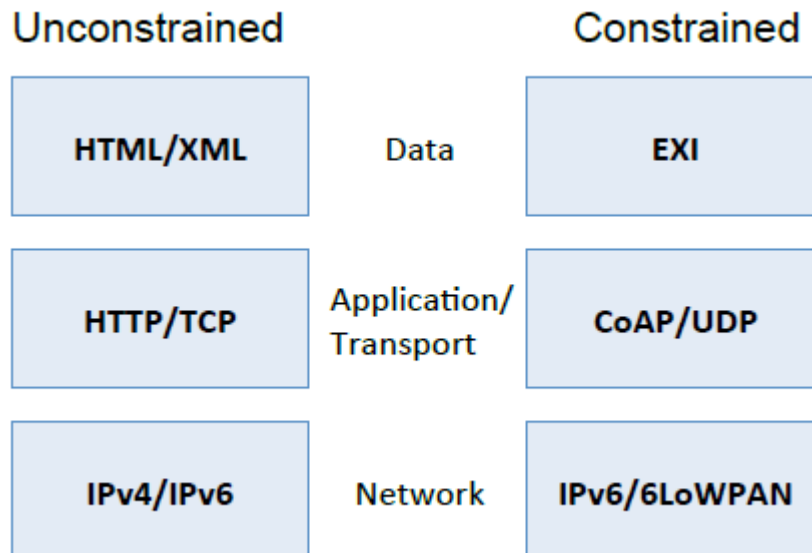 Unconstrained Constrained
HTML/XML Data EXI
HTTP/TCP Application/
Transport CoAP/UDP
IPv4/IPv6 Network IPv6/6LoWPAN